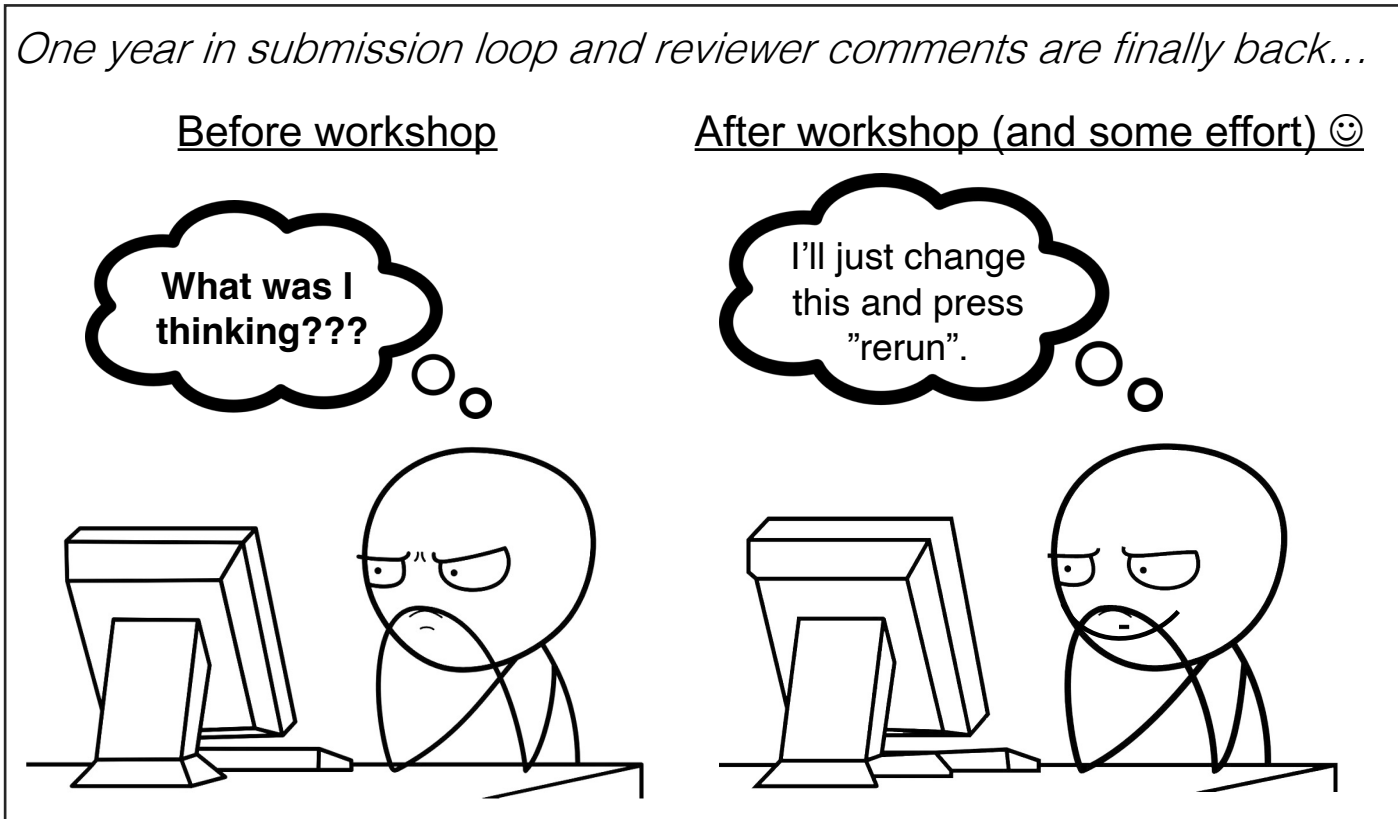 One year in submission loop and reviewer comments are finally back...
Before workshop
After workshop (and some effort) ☺
What was I
thinking???
I'll just change
this and press
”rerun”.